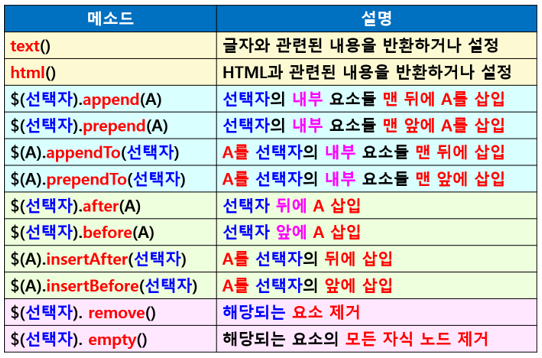 메소드 설명
text() 글자와 관련된 내용을 반환하거나 설정
html() HTML과 관련된 내용을 반환하거나 설정
$(선택자).append(A) 선택자의 내부 요소들 맨 뒤에 A를 삽입
$(선택자).prepend(A) 선택자의 내부 요소들 맨 앞에 A를 삽입
$(A).appendTo(선택자) A를 선택자의 내부 요소들 맨 뒤에 삽입
$(A).prependTo(선택자) A를 선택자의 내부 요소들 맨 앞에 삽입
$(선택자).after(A) 선택자 뒤에 A 삽입
$(선택자).before(A) 선택자 앞에 A 삽입
$(A).insertAfter(선택자) A를 선택자의 뒤에 삽입
$(A).insertBefore(선택자) A를 선택자의 앞에 삽입
$(선택자). remove() 해당되는 요소 제거
$(선택자). empty() 해당되는 요소의 모든 자식 노드 제거